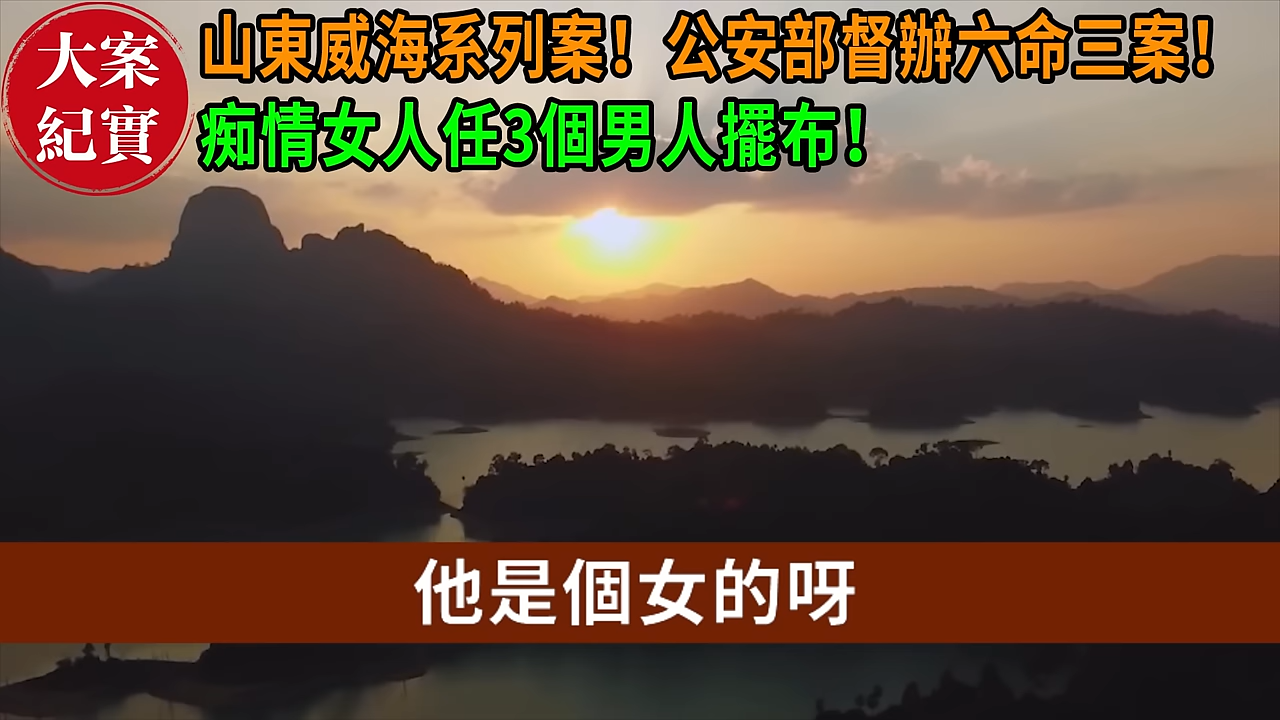 大案
紀實
山東威海系列案！公安部督辦六命三案！
痴情女人任3個男人擺布！
他是個女的呀